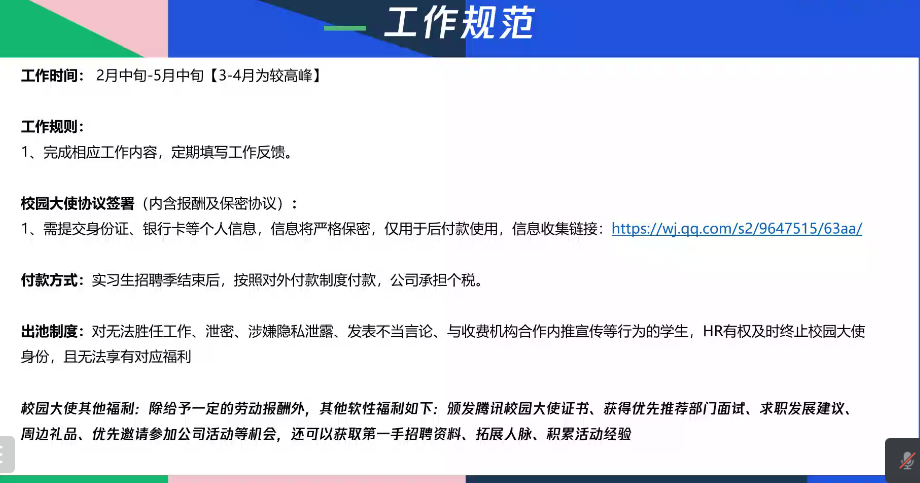 工作规范
工作时间： 2月中旬-5月中旬【3-4月为较高峰】
工作规则：
1、完成相应工作内容，定期填写工作反馈。
校园大使协议签署（内含报酬及保密协议）：
1、需提交身份证、银行卡等个人信息，信息将严格保密，仅用于后付款使用，信息收集链接：https://wj.qq.com/s2/9647515/63aa/
付款方式：实习生招聘季结束后，按照对外付款制度付款，公司承担个税。
出池制度：对无法胜任工作、泄密、涉嫌隐私泄露、发表不当言论、与收费机构合作内推宣传等行为的学生，HR有权及时终止校园大使
身份，且无法享有对应福利
校园大使其他福利：除给予一定的劳动报酬外，其他软性福利如下：颁发腾讯校园大使证书、获得优先推荐部门面试、求职发展建议、
周边礼品、优先邀请参加公司活动等机会，还可以获取第一手招聘资料、拓展人脉、积累活动经验